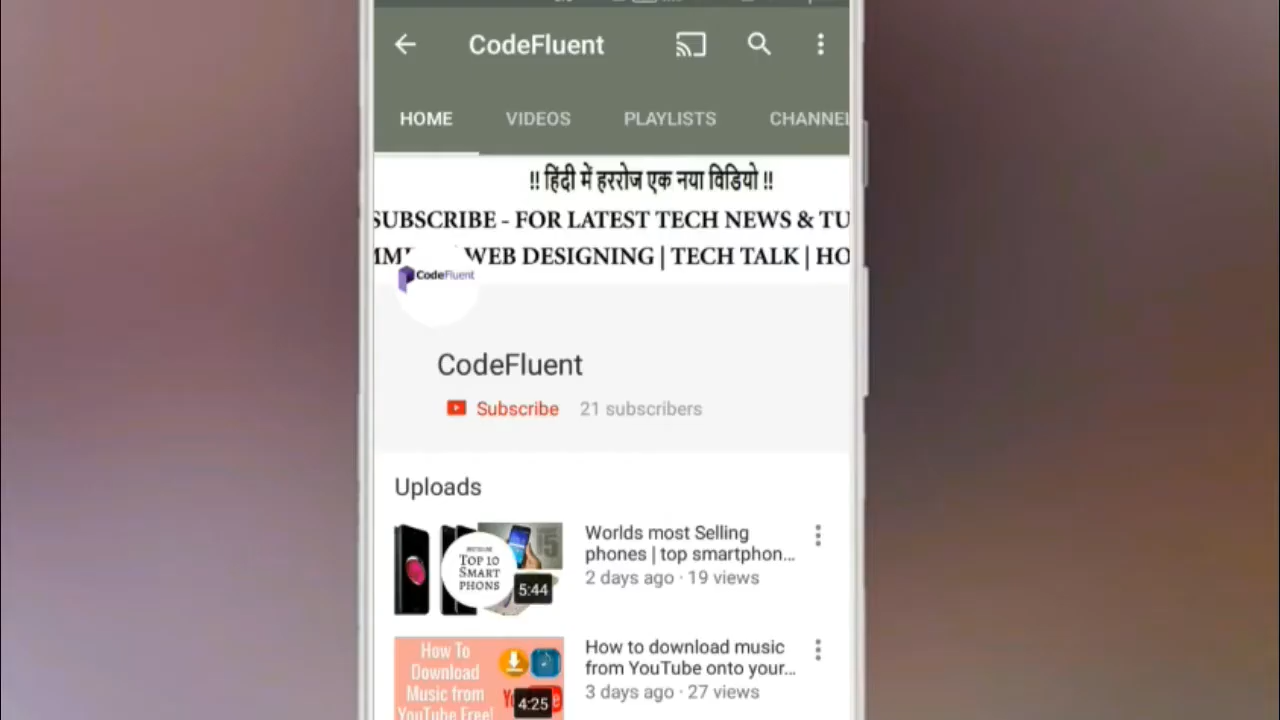 CodeFluent
HOME VIDEOS PLAYLISTS CHANNEL
!! हिंदी में हररोज एक नया विडियो !!
SUBSCRIBE - FOR LATEST TECH NEWS & TU
WEB DESIGNING | TECH TALK | HO
CodeFluent
CodeFluent
Subscribe 21 subscribers
Uploads
Worlds most Selling
phones | top smartphon...
2 days ago · 19 views
TOP 10
SMART
PHONS
5:44
How to download music
from YouTube onto your...
3 days ago · 27 views
How To
Download
Music from
YouTube Free!
4:25